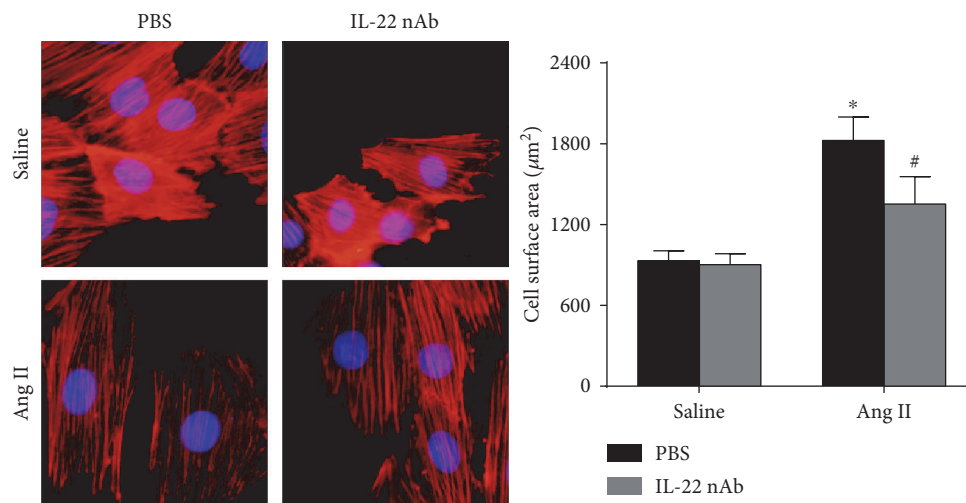 PBS
IL-22 nAb
Saline
Ang II
Cell surface area (μm²)
2400
1800
1200
600
0
*
#
Saline
Ang II
PBS
IL-22 nAb